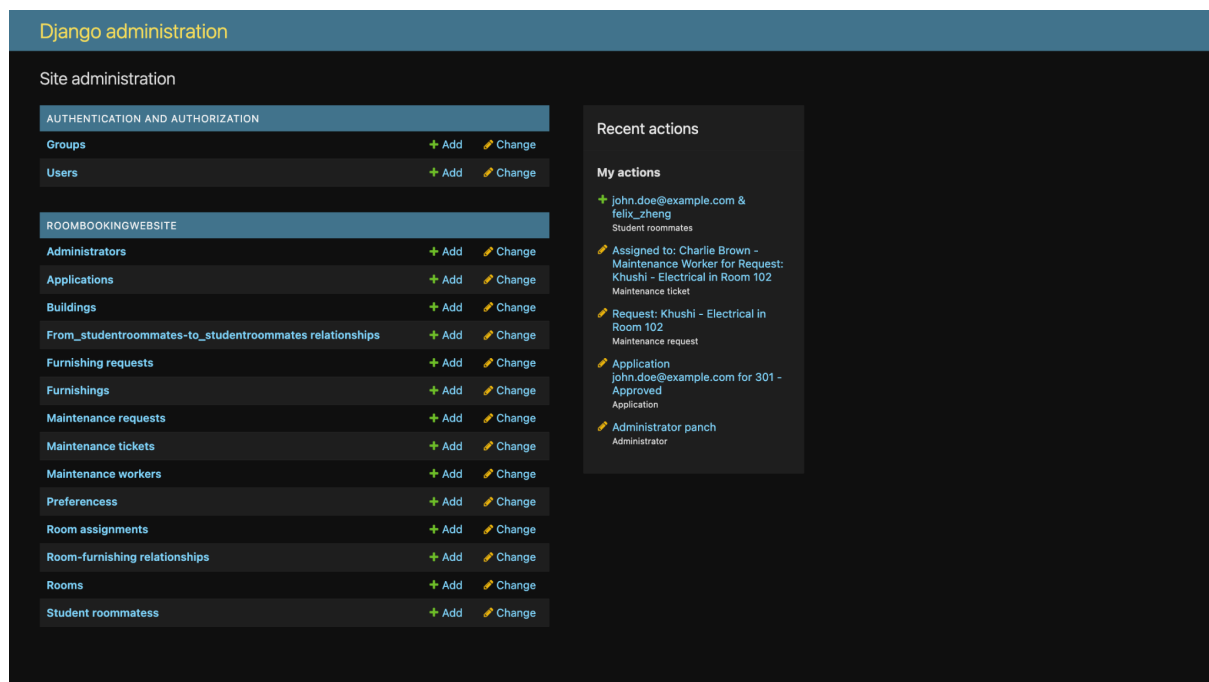 Django administration
Site administration
AUTHENTICATION AND AUTHORIZATION
Groups Add Change
Users Add Change
ROOMBOOKINGWEBSITE
Administrators Add Change
Applications Add Change
Buildings Add Change
From_studentroommates-to_studentroommates relationships Add Change
Furnishing requests Add Change
Furnishings Add Change
Maintenance requests Add Change
Maintenance tickets Add Change
Maintenance workers Add Change
Preferencess Add Change
Room assignments Add Change
Room-furnishing relationships Add Change
Rooms Add Change
Student roommatess Add Change
Recent actions
My actions
john.doe@example.com &
felix_zheng
Student roommates
Assigned to: Charlie Brown -
Maintenance Worker for Request:
Khushi - Electrical in Room 102
Maintenance ticket
Request: Khushi - Electrical in
Room 102
Maintenance request
Application
john.doe@example.com for 301 -
Approved
Application
Administrator panch
Administrator